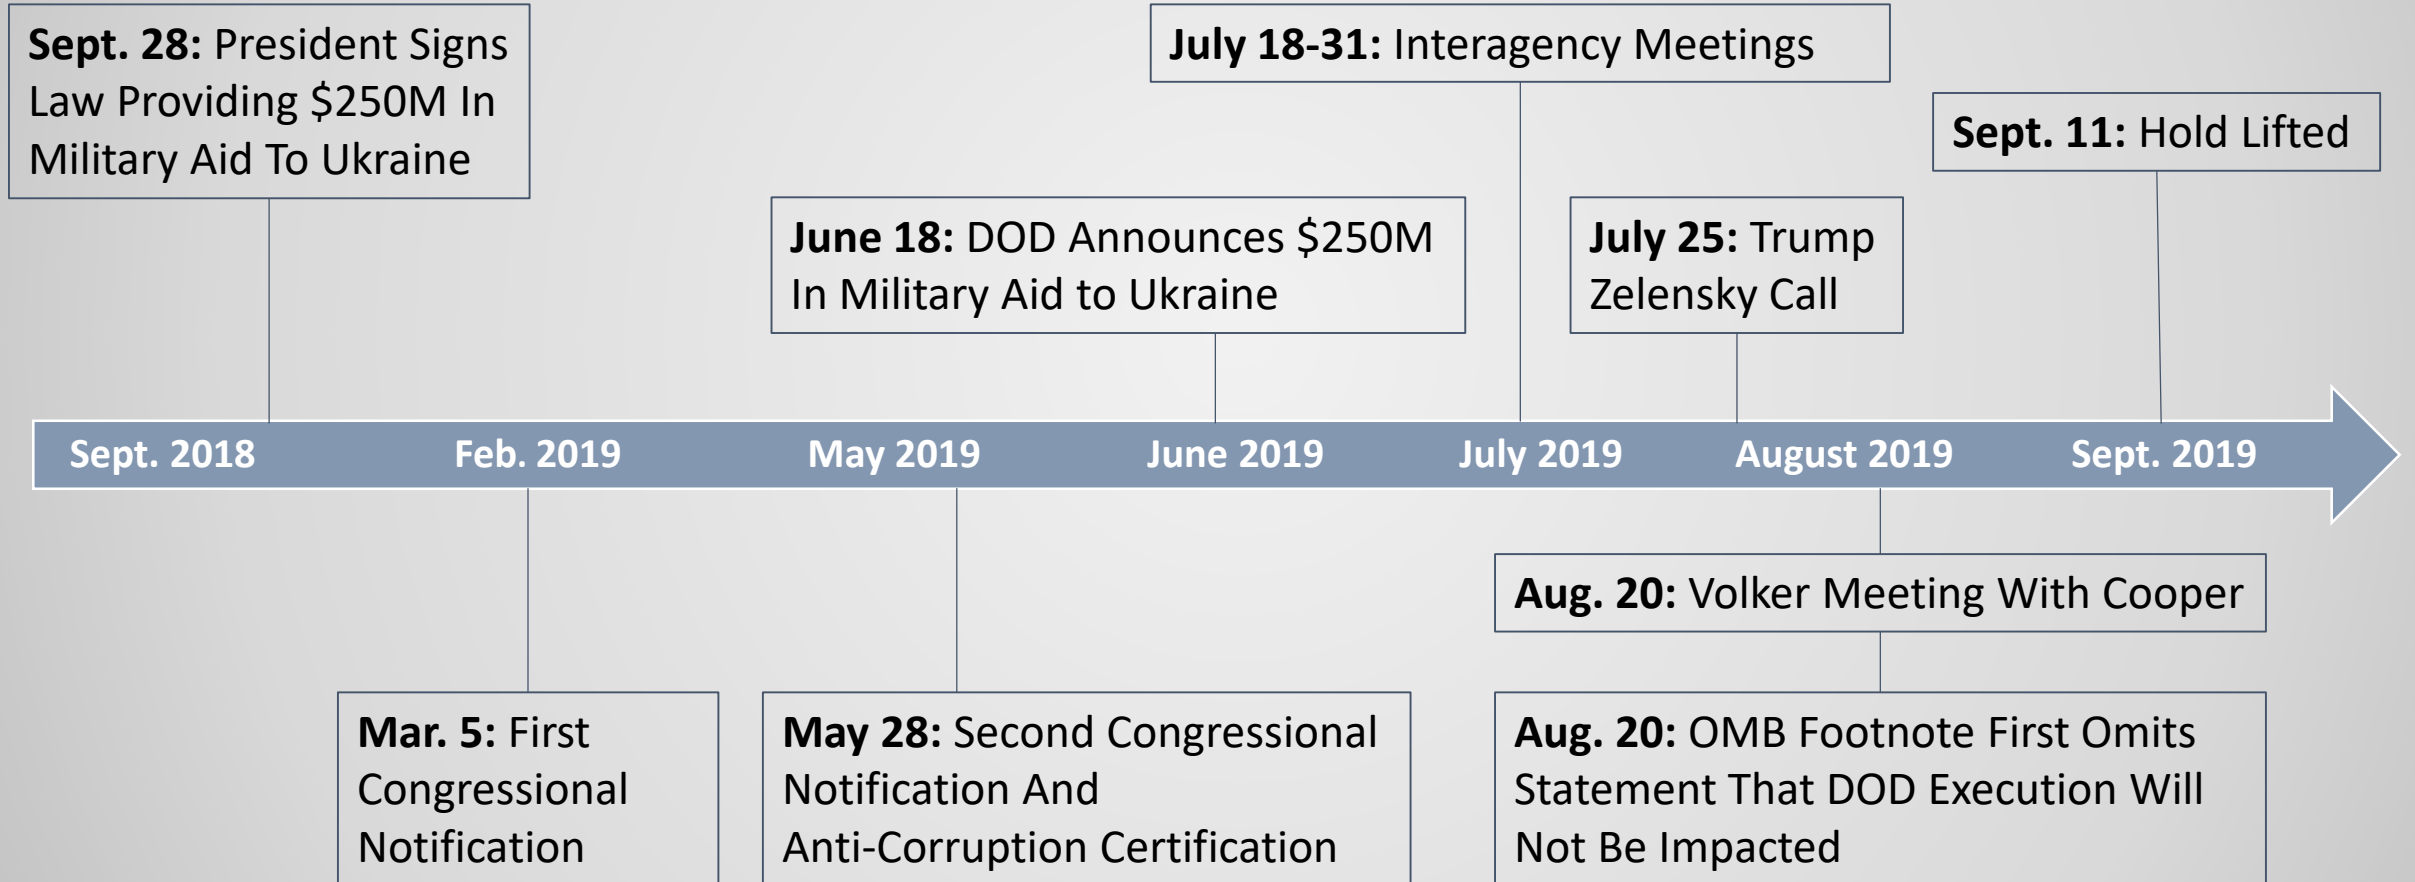 Sept. 28: President Signs
Law Providing $250M In
Military Aid To Ukraine
July 18-31: Interagency Meetings
Sept. 11: Hold Lifted
June 18: DOD Announces $250M
In Military Aid to Ukraine
July 25: Trump
Zelensky Call
Sept. 2018
Feb. 2019
May 2019
June 2019
July 2019
August 2019
Sept. 2019
Aug. 20: Volker Meeting With Cooper
Mar. 5: First
Congressional
Notification
May 28: Second Congressional
Notification And
Anti-Corruption Certification
Aug. 20: OMB Footnote First Omits
Statement That DOD Execution Will
Not Be Impacted